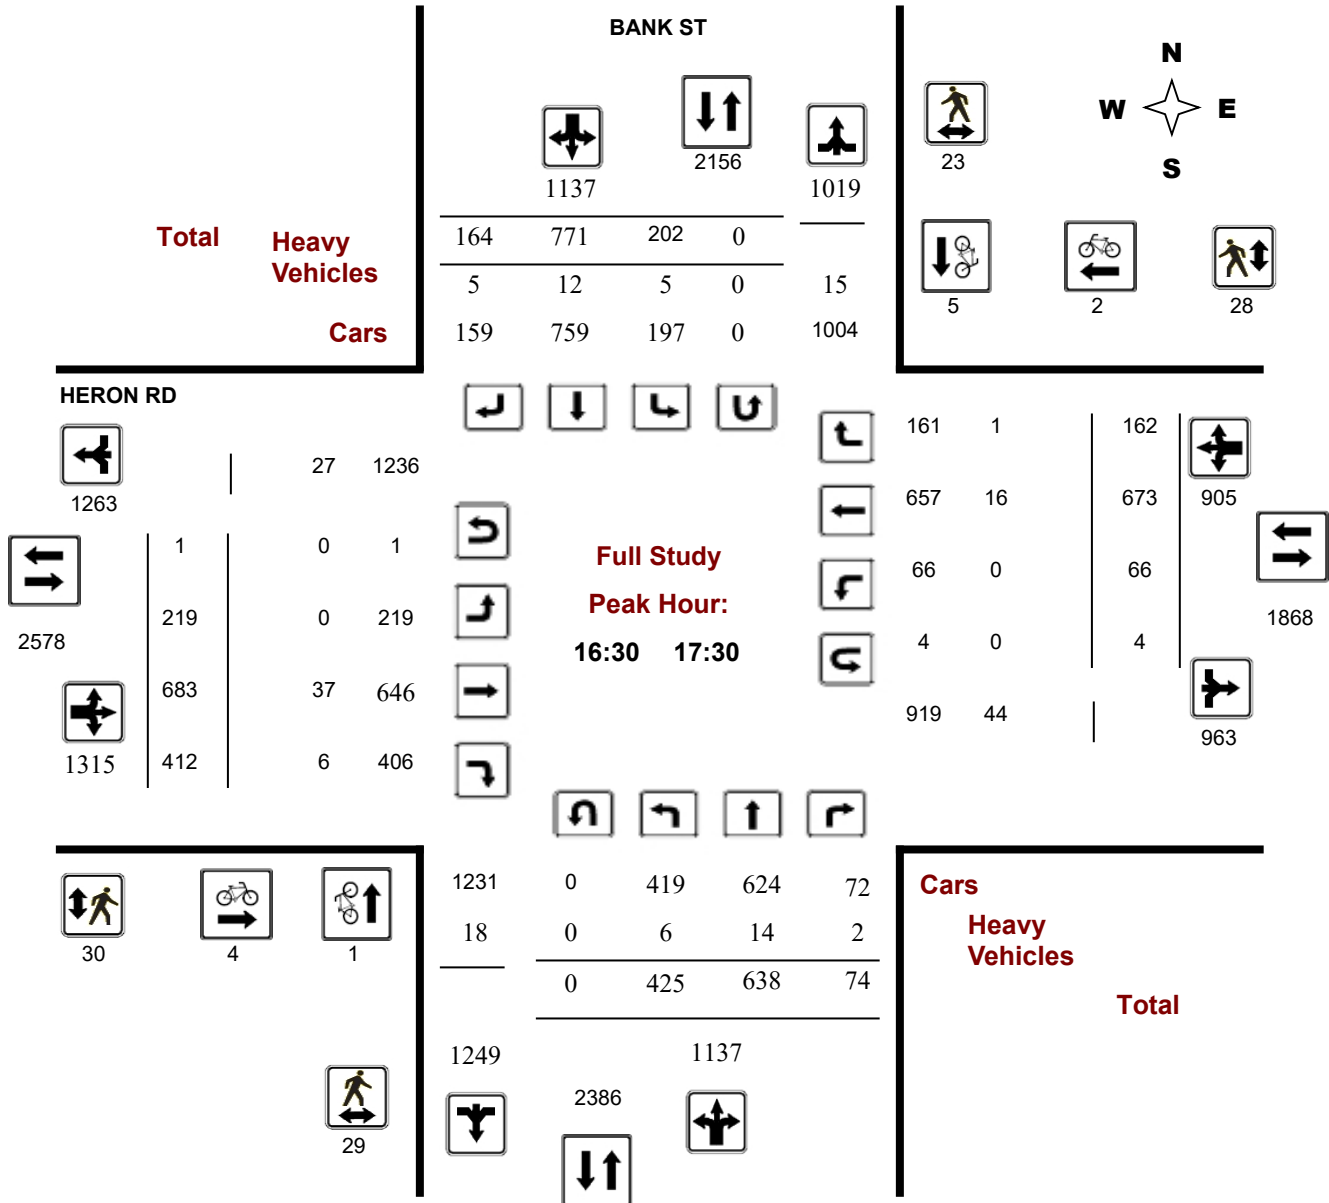 BANK ST
N
W E
S
2156
23
1137 1019
Total Heavy
Vehicles
164 771 202 0
5 12 5 0 15
Cars 159 759 197 0 1004
5 2 28
HERON RD
161 1 162
27 1236
1263
657 16 673 905
1 0 1
Full Study
66 0 66
Peak Hour:
219 0 219
1868
2578
16:30 17:30
4 0 4
683 37 646
919 44
963
1315 412 6 406
1231 0 419 624 72 Cars
18 0 6 14 2 Heavy
Vehicles
30 4 1
0 425 638 74
Total
1249 1137
2386
29